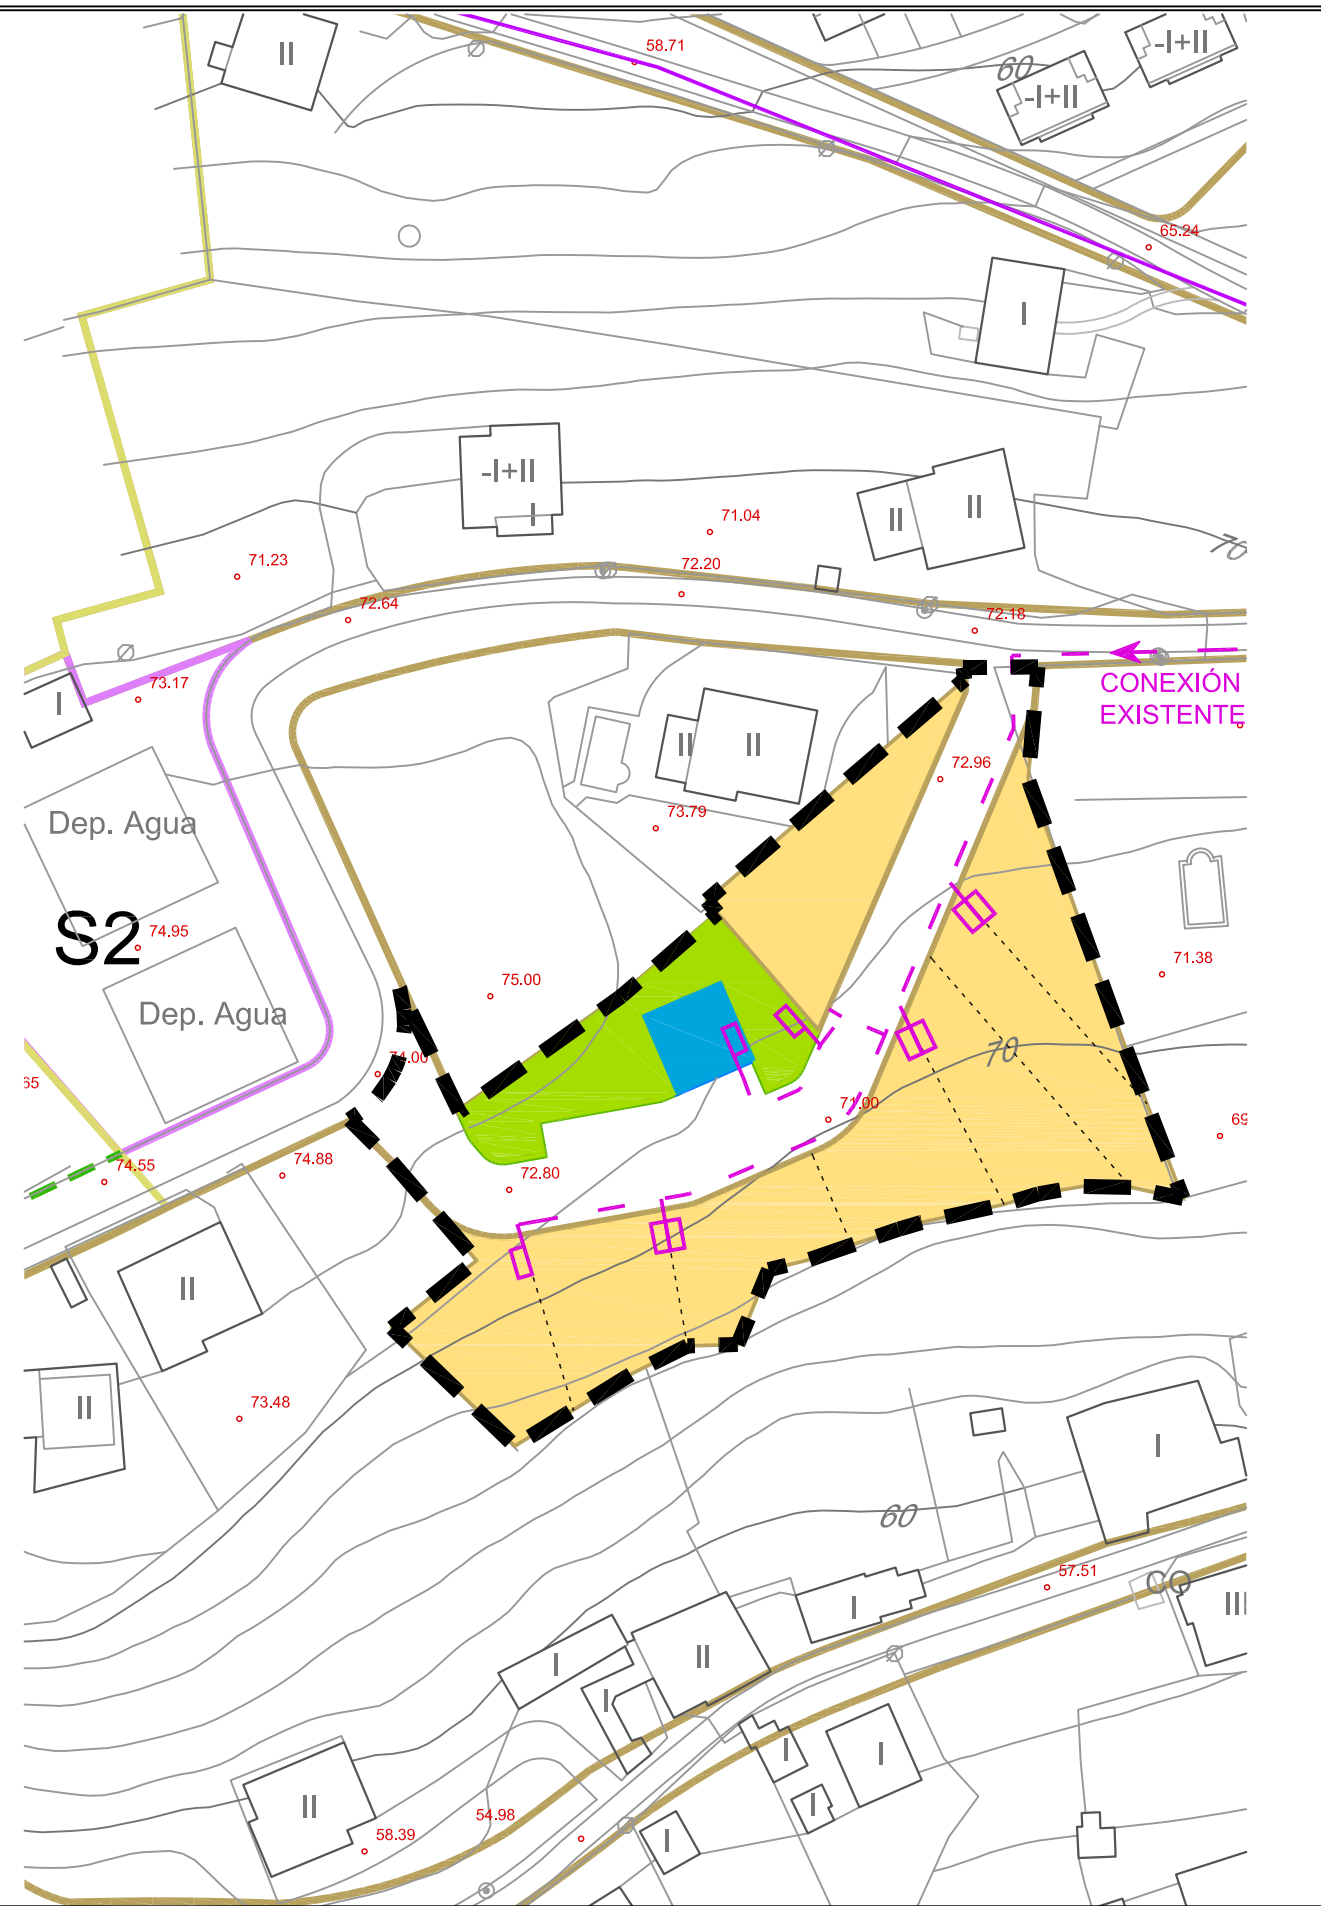 58.71
-I+II
II
60
-I+II
65.24
I
-I+II
I
II
II
71.04
71.23
72.20
72.64
72.18
70
CONEXIÓN
EXISTENTE
73.17
I
II
II
72.96
73.79
Dep. Agua
S2
74.95
75.00
71.38
Dep. Agua
70
74.00
65
71.00
69
74.55
74.88
72.80
II
73.48
II
I
60
57.51
CO
III
I
II
I
I
I
I
I
II
54.98
58.39
I